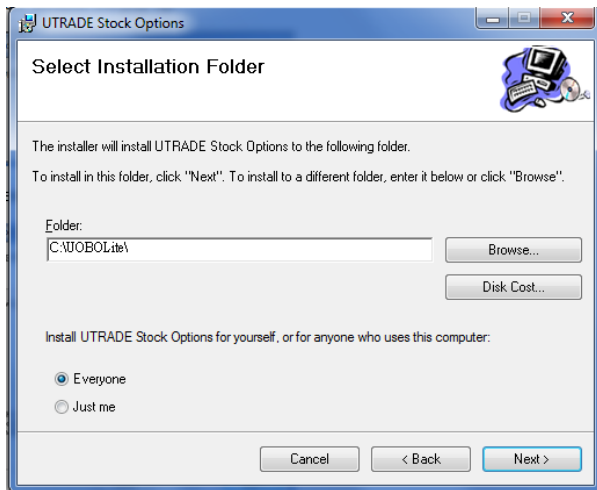 UTRADE Stock Options
Select Installation Folder
The installer will install UTRADE Stock Options to the following folder.
To install in this folder, click "Next". To install to a different folder, enter it below or click "Browse".
Folder:
C:\UOBOLite\
Browse...
Disk Cost...
Install UTRADE Stock Options for yourself, or for anyone who uses this computer:
Everyone
Just me
Cancel
< Back
Next >